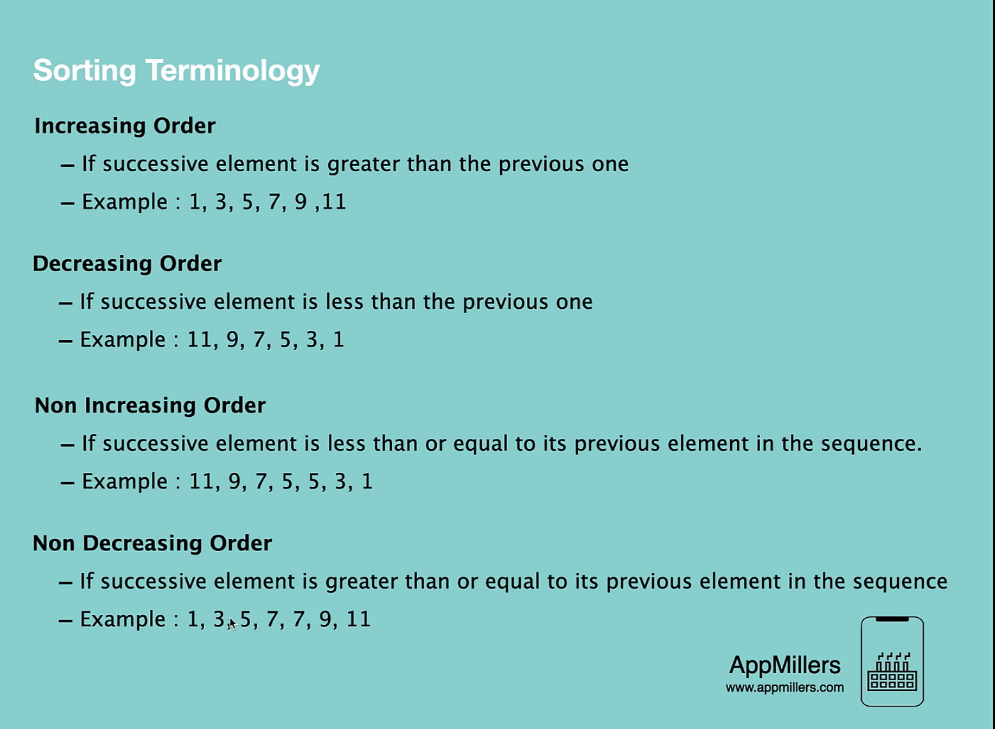 Sorting Terminology
Increasing Order
– If successive element is greater than the previous one
– Example : 1, 3, 5, 7, 9 ,11
Decreasing Order
– If successive element is less than the previous one
– Example : 11, 9, 7, 5, 3, 1
Non Increasing Order
– If successive element is less than or equal to its previous element in the sequence.
– Example : 11, 9, 7, 5, 5, 3, 1
Non Decreasing Order
– If successive element is greater than or equal to its previous element in the sequence
– Example : 1, 3, 5, 7, 7, 9, 11
AppMillers
www.appmillers.com